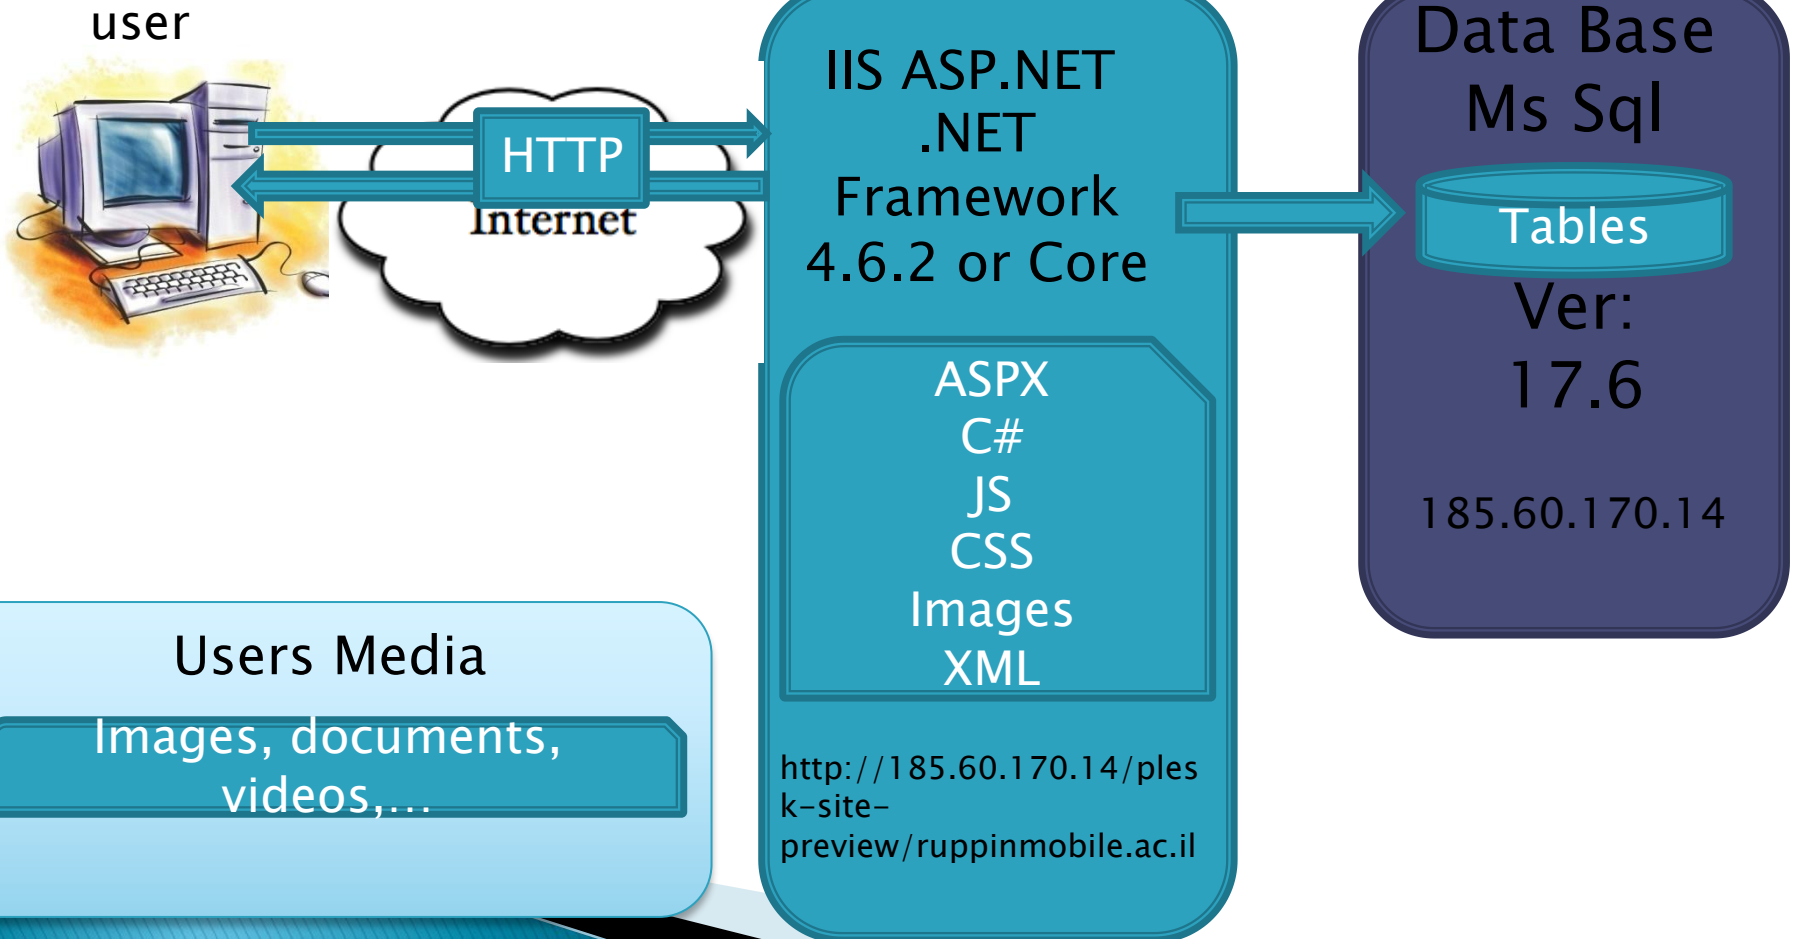 user
HTTP
Internet
IIS ASP.NET
.NET
Framework
4.6.2 or Core
ASPX
C#
JS
CSS
Images
XML
http://185.60.170.14/ples
k-site-
preview/ruppinmobile.ac.il
Data Base
Ms Sql
Tables
Ver:
17.6
185.60.170.14
Users Media
Images, documents,
videos,...